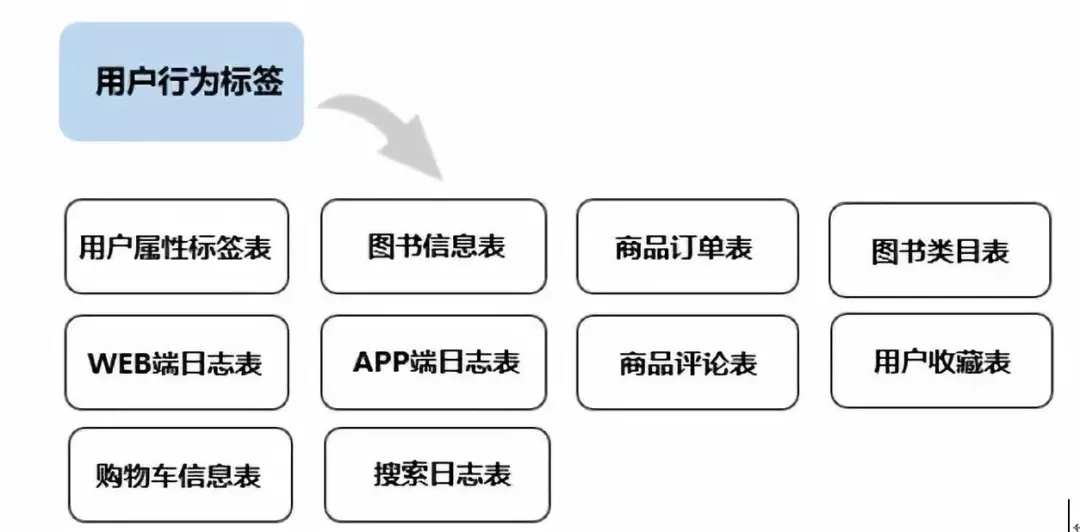 用户行为标签
用户属性标签表
图书信息表
商品订单表
图书类目表
WEB端日志表
APP端日志表
商品评论表
用户收藏表
购物车信息表
搜索日志表